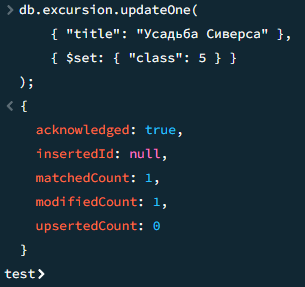 > db.excursion.updateOne(
{ "title": "Усадьба Сиверса" },
{ $set: { "class": 5 } }
);
< {
acknowledged: true,
insertedId: null,
matchedCount: 1,
modifiedCount: 1,
upsertedCount: 0
}
test>